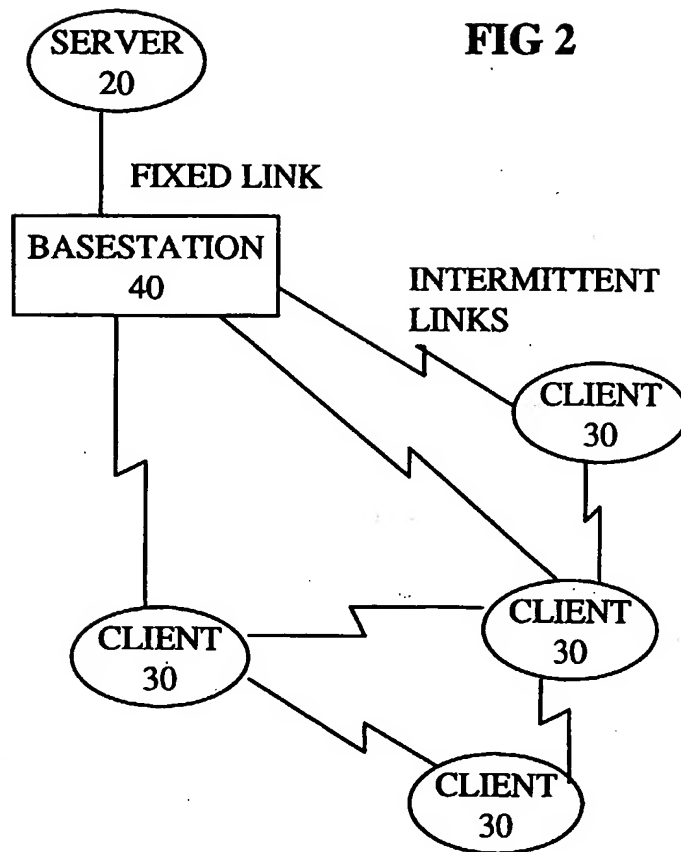 FIG 2
SERVER
20
FIXED LINK
BASESTATION
40
INTERMITTENT
LINKS
CLIENT
30
CLIENT
30
CLIENT
30
CLIENT
30